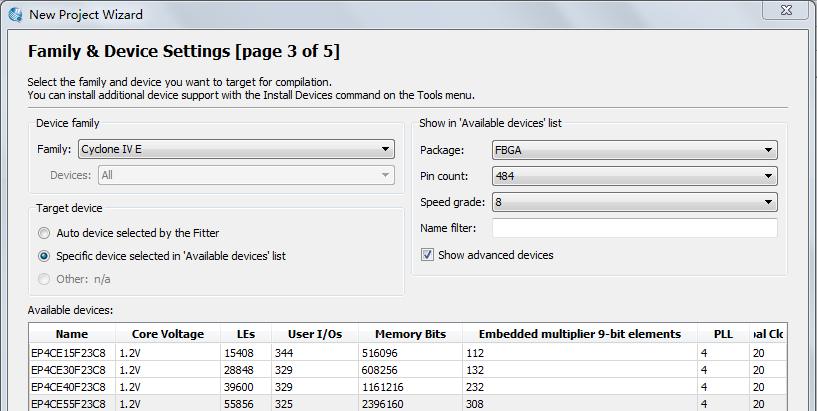 New Project Wizard
Family & Device Settings [page 3 of 5]
Select the family and device you want to target for compilation.
You can install additional device support with the Install Devices command on the Tools menu.
Device family
Family: Cyclone IV E
Devices: All
Target device
Auto device selected by the Fitter
Specific device selected in 'Available devices' list
Other: n/a
Show in 'Available devices' list
Package: FBGA
Pin count: 484
Speed grade: 8
Name filter:
Show advanced devices
Available devices:
Name Core Voltage LEs User I/Os Memory Bits Embedded multiplier 9-bit elements PLL
EP4CE15F23C8 1.2V 15408 344 516096 112 4 20
EP4CE30F23C8 1.2V 28848 329 608256 132 4 20
EP4CE40F23C8 1.2V 39600 329 1161216 232 4 20
EP4CE55F23C8 1.2V 55856 325 2396160 308 4 20